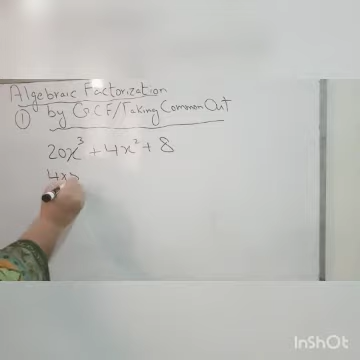 Algebraic Factorization
① by GCF/Taking Common Out
20x³ + 4x² + 8
4x
InShOt